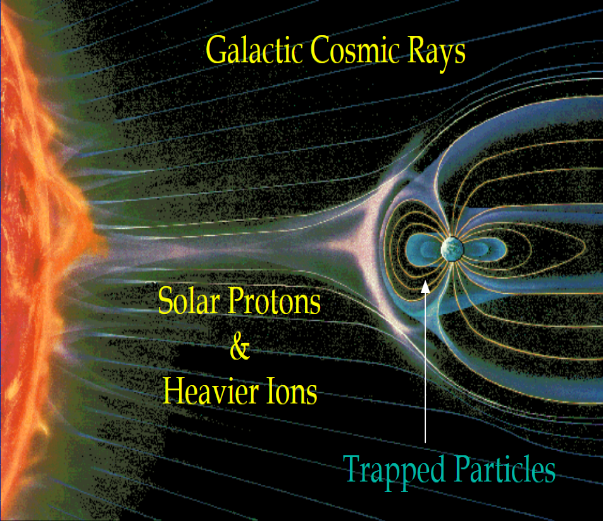 Galactic Cosmic Rays
Solar Protons
&
Heavier Ions
Trapped Particles